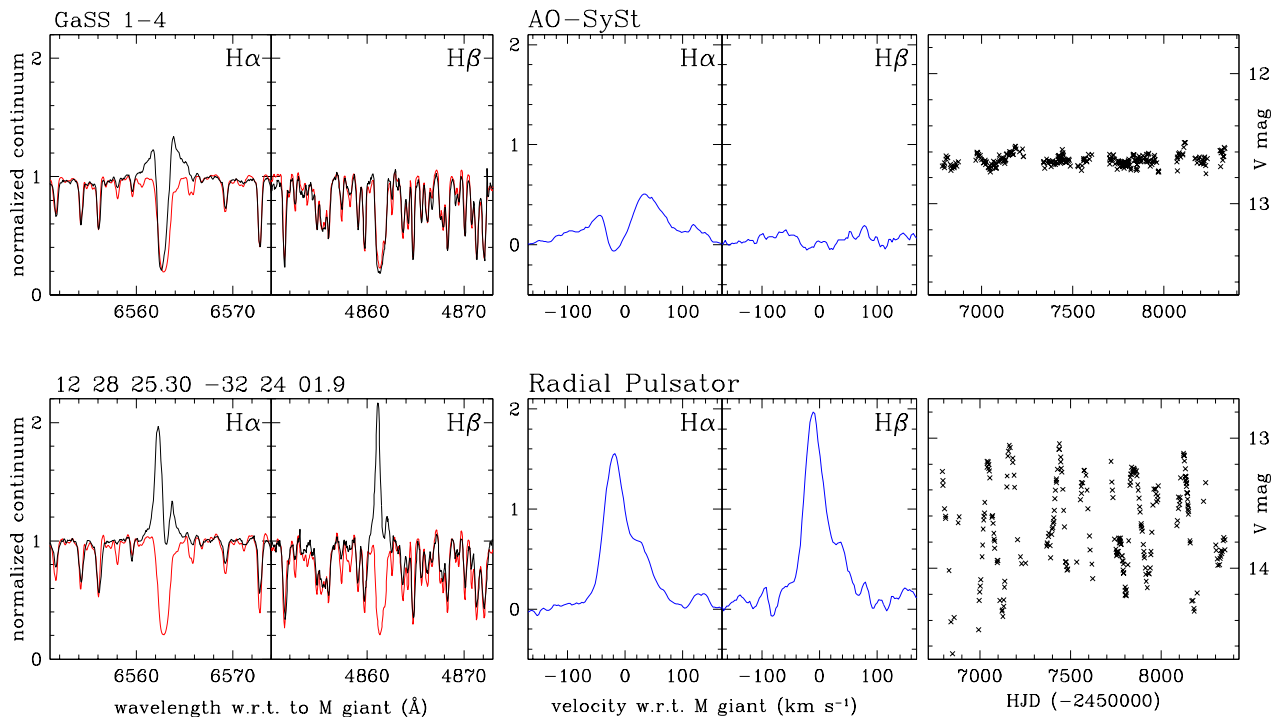 GaSS 1-4
AO-SySt
normalized continuum
2
1
0
Hα
Hβ
6560
6570
4860
4870
2
1
0
Hα
Hβ
-100
0
100
-100
0
100
12
13
V mag
7000
7500
8000
12 28 25.30 -32 24 01.9
Radial Pulsator
normalized continuum
2
1
0
Hα
Hβ
6560
6570
4860
4870
wavelength w.r.t. to M giant (Å)
2
1
0
Hα
Hβ
-100
0
100
-100
0
100
velocity w.r.t. M giant (km s⁻¹)
13
14
V mag
7000
7500
8000
HJD (-2450000)